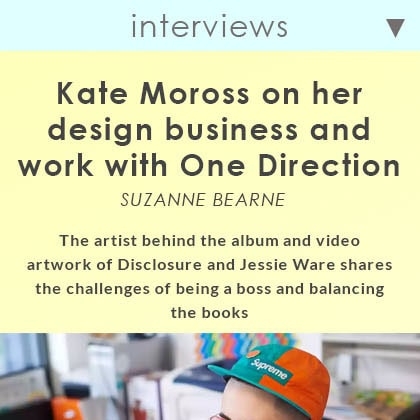 interviews ▼
Kate Moross on her
design business and
work with One Direction
SUZANNE BEARNE
The artist behind the album and video
artwork of Disclosure and Jessie Ware shares
the challenges of being a boss and balancing
the books
Supreme